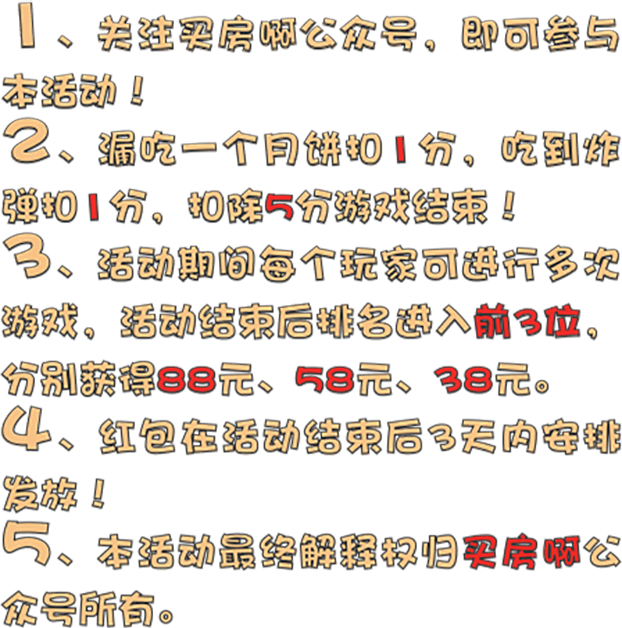 1、关注买房啊公众号，即可参与
本活动！
2、漏吃一个月饼扣1分，吃到炸
弹扣1分，扣除5分游戏结束！
3、活动期间每个玩家可进行多次
游戏，活动结束后排名进入前3位，
分别获得88元、58元、38元。
4、红包在活动结束后3天内安排
发放！
5、本活动最终解释权归买房啊公
众号所有。